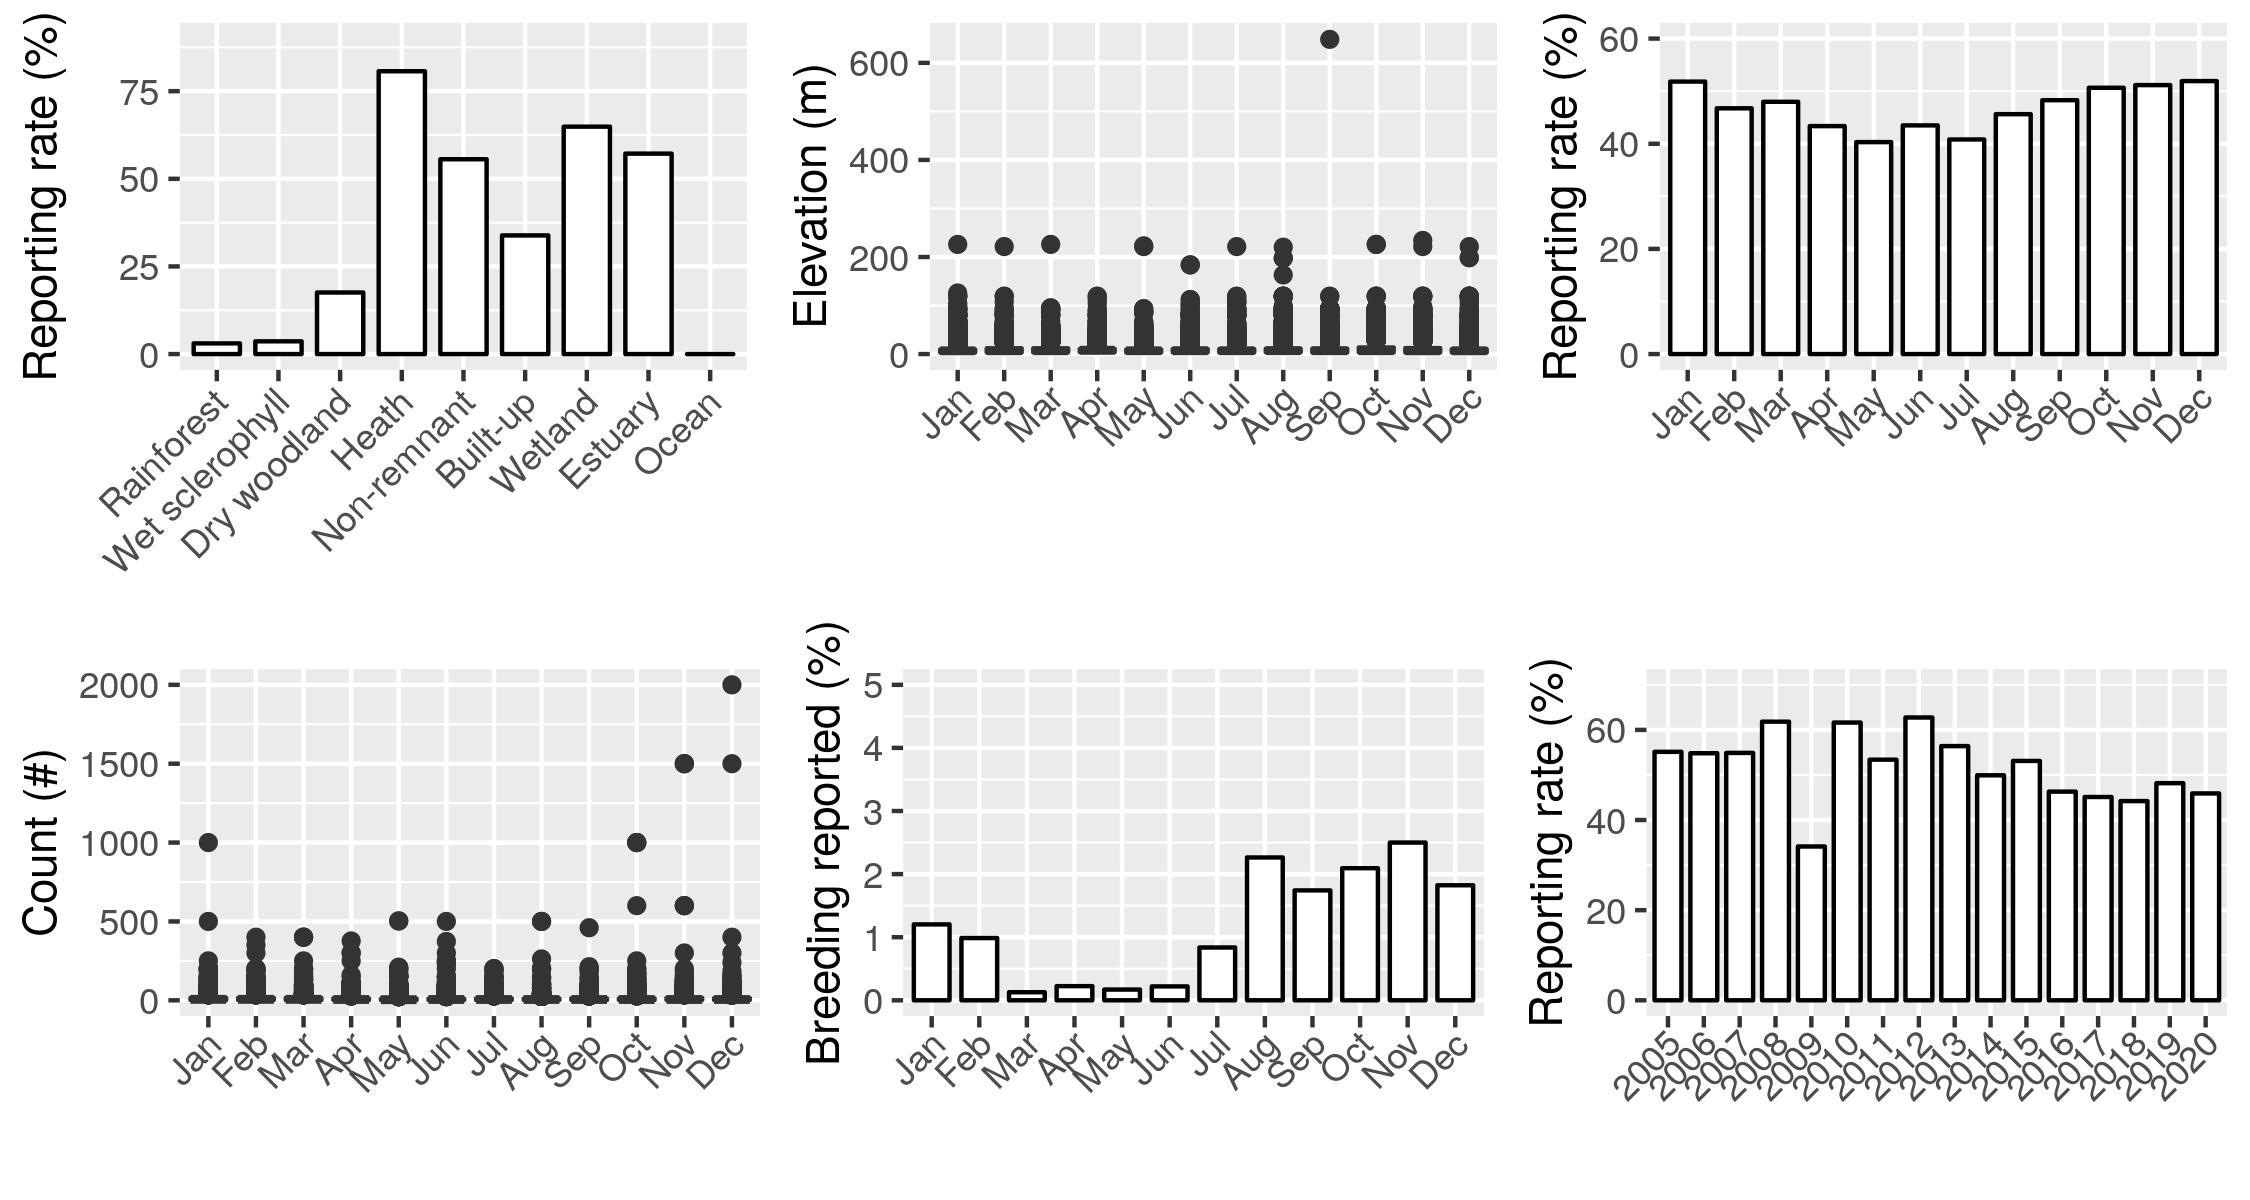 Reporting rate (%)
75
50
25
0
Rainforest
Wet sclerophyll
Dry woodland
Heath
Non-remnant
Built-up
Wetland
Estuary
Ocean
Elevation (m)
600
400
200
0
Jan
Feb
Mar
Apr
May
Jun
Jul
Aug
Sep
Oct
Nov
Dec
Reporting rate (%)
60
40
20
0
Jan
Feb
Mar
Apr
May
Jun
Jul
Aug
Sep
Oct
Nov
Dec
Count (#)
2000
1500
1000
500
0
Jan
Feb
Mar
Apr
May
Jun
Jul
Aug
Sep
Oct
Nov
Dec
Breeding reported (%)
5
4
3
2
1
0
Jan
Feb
Mar
Apr
May
Jun
Jul
Aug
Sep
Oct
Nov
Dec
Reporting rate (%)
60
40
20
0
2005
2006
2007
2008
2009
2010
2011
2012
2013
2014
2015
2016
2017
2018
2019
2020